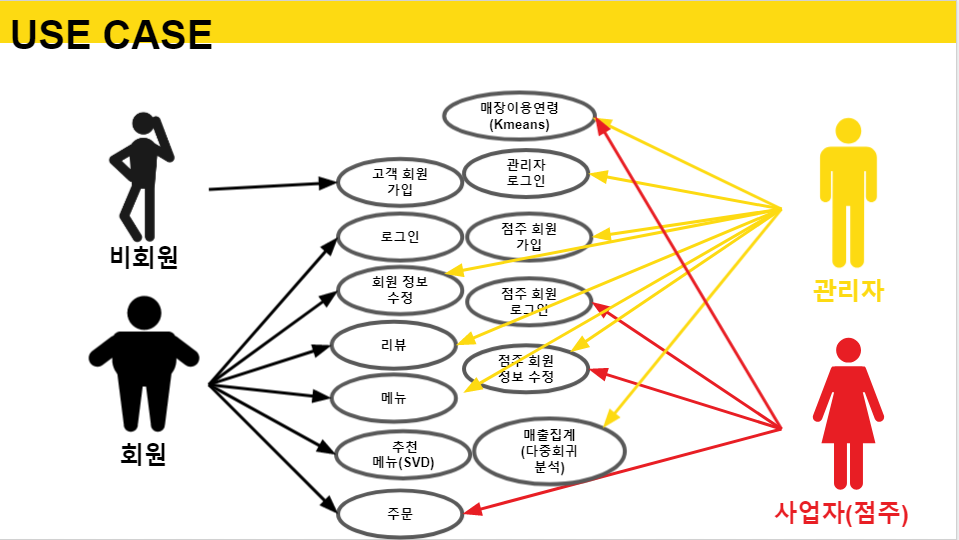 USE CASE
매장이용연령
(Kmeans)
고객 회원
가입
관리자
로그인
로그인
점주 회원
가입
회원 정보
수정
점주 회원
로그인
리뷰
점주 회원
정보 수정
메뉴
추천
메뉴(SVD)
매출집계
(다중회귀
분석)
주문
비회원
회원
관리자
사업자(점주)